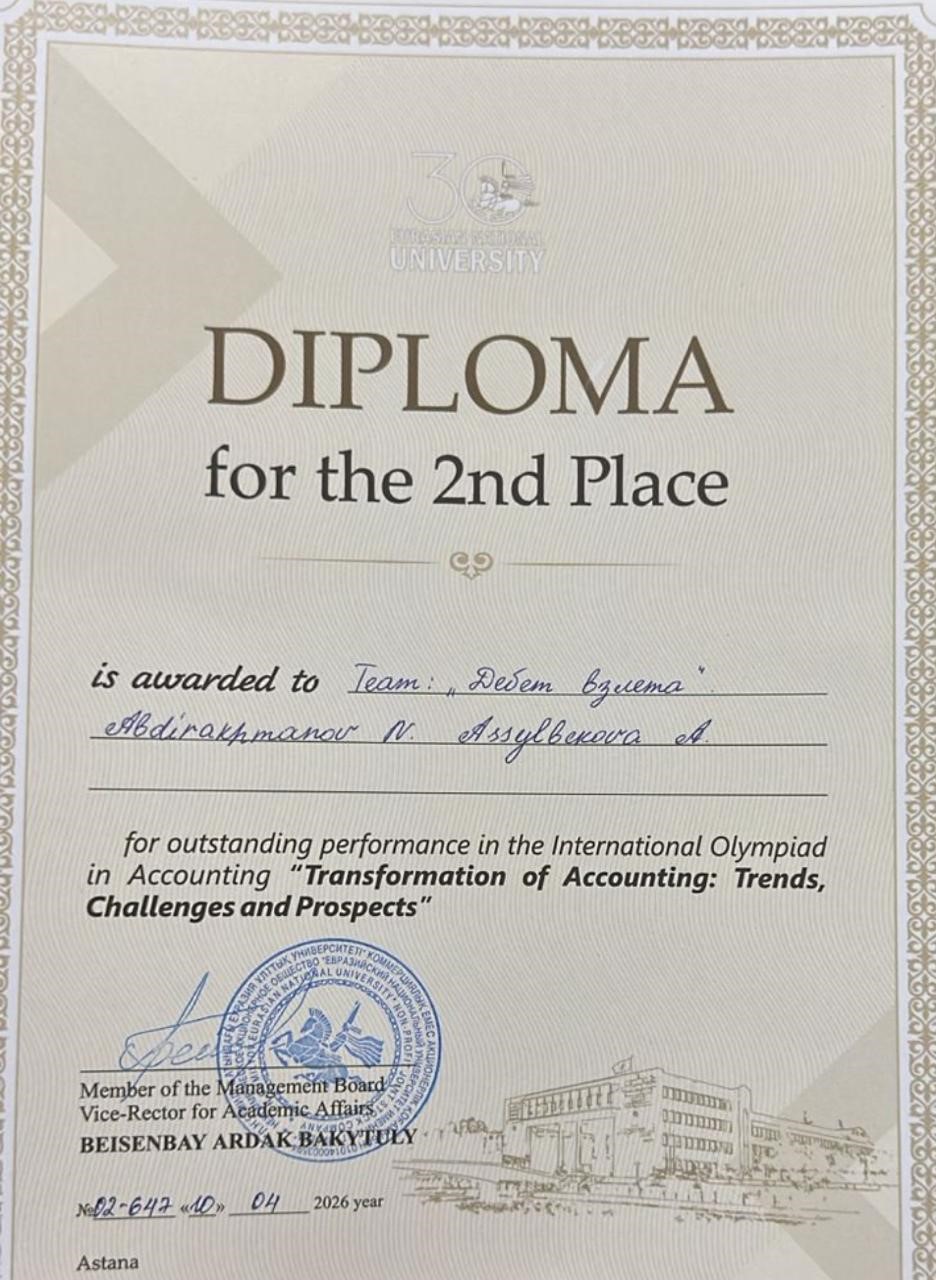 30
EURASIAN NATIONAL
UNIVERSITY
DIPLOMA
for the 2nd Place
is awarded to Team: „Дебет взлета“.
Abdirakhmanov N. Assylbekova A.
for outstanding performance in the International Olympiad
in Accounting "Transformation of Accounting: Trends,
Challenges and Prospects"
Member of the Management Board
Vice-Rector for Academic Affairs
BEISENBAY ARDAK BAKYTULY
№02-647 «10» 04 2026 year
Astana